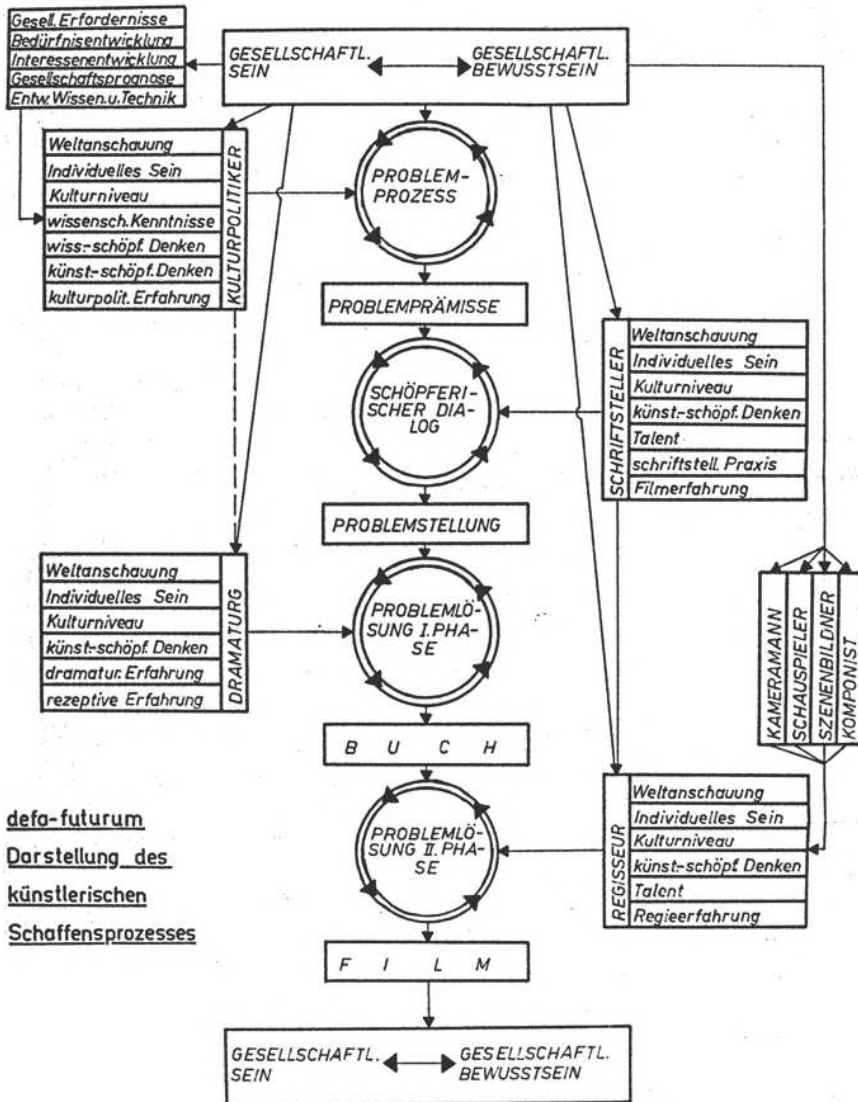 Gesell. Erfordernisse
Bedürfnisentwicklung
Interessenentwicklung
Gesellschaftsprognose
Entw. Wissen. u. Technik
GESELLSCHAFTL.
SEIN
GESELLSCHAFTL.
BEWUSSTSEIN
Weltanschauung
Individuelles Sein
Kulturniveau
wissensch. Kenntnisse
wiss.-schöpf. Denken
künst.-schöpf. Denken
kulturpolit. Erfahrung
KULTURPOLITIKER
PROBLEM-
PROZESS
PROBLEMPRÄMISSE
SCHÖPFERI-
SCHER DIA-
LOG
SCHRIFTSTELLER
Weltanschauung
Individuelles Sein
Kulturniveau
künst.-schöpf. Denken
Talent
schriftstell. Praxis
Filmerfahrung
PROBLEMSTELLUNG
Weltanschauung
Individuelles Sein
Kulturniveau
künst.-schöpf. Denken
dramatur. Erfahrung
rezeptive Erfahrung
DRAMATURG
PROBLEMLÖ-
SUNG I. PHA-
SE
KAMERAMANN
SCHAUSPIELER
SZENENBILDNER
KOMPONIST
B U C H
PROBLEMLÖ-
SUNG II. PHA-
SE
REGISSEUR
Weltanschauung
Individuelles Sein
Kulturniveau
künst.-schöpf. Denken
Talent
Regieerfahrung
defa-futurum
Darstellung des
künstlerischen
Schaffensprozesses
F I L M
GESELLSCHAFTL.
SEIN
GESELLSCHAFTL.
BEWUSSTSEIN